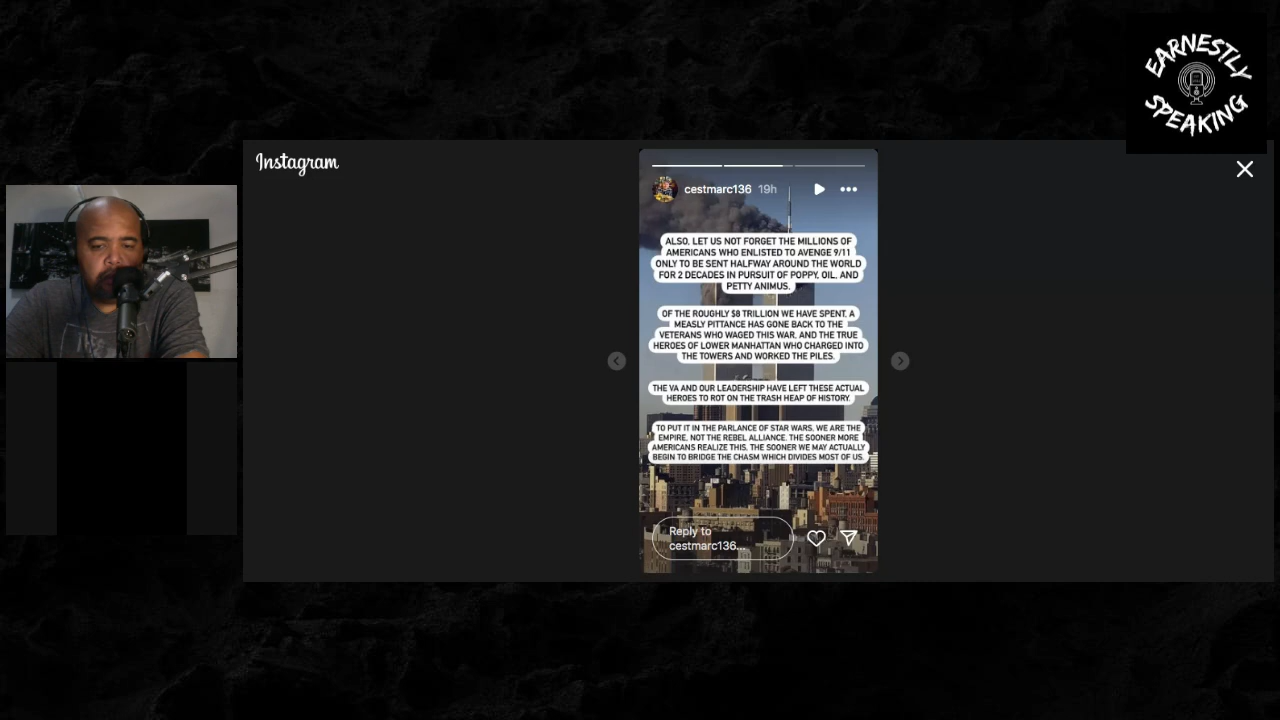 EARNESTLY
SPEAKING
Instagram
cestmarc136 19h
ALSO, LET US NOT FORGET THE MILLIONS OF
AMERICANS WHO ENLISTED TO AVENGE 9/11
ONLY TO BE SENT HALFWAY AROUND THE WORLD
FOR 2 DECADES IN PURSUIT OF POPPY, OIL, AND
PETTY ANIMUS.
OF THE ROUGHLY $8 TRILLION WE HAVE SPENT, A
MEASLY PITTANCE HAS GONE BACK TO THE
VETERANS WHO WAGED THIS WAR, AND THE TRUE
HEROES OF LOWER MANHATTAN WHO CHARGED INTO
THE TOWERS AND WORKED THE PILES.
THE VA AND OUR LEADERSHIP HAVE LEFT THESE ACTUAL
HEROES TO ROT ON THE TRASH HEAP OF HISTORY.
TO PUT IT IN THE PARLANCE OF STAR WARS, WE ARE THE
EMPIRE, NOT THE REBEL ALLIANCE. THE SOONER MORE
AMERICANS REALIZE THIS, THE SOONER WE MAY ACTUALLY
BEGIN TO BRIDGE THE CHASM WHICH DIVIDES MOST OF US.
Reply to
cestmarc136...